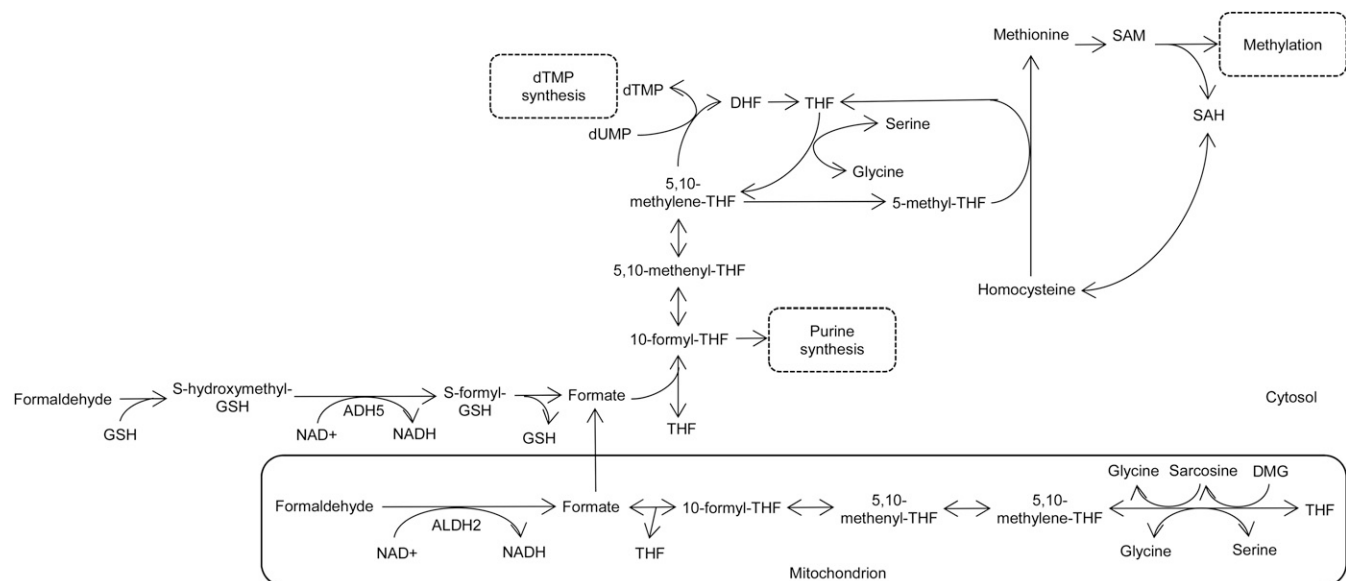 Methionine
SAM
Methylation
dTMP
synthesis
dTMP
DHF
THF
SAH
dUMP
Serine
Glycine
5,10-
methylene-THF
5-methyl-THF
5,10-methenyl-THF
Homocysteine
10-formyl-THF
Purine
synthesis
Formaldehyde
S-hydroxymethyl-
GSH
S-formyl-
GSH
Formate
Cytosol
ADH5
GSH
NAD+
NADH
GSH
THF
Glycine
Sarcosine
DMG
Formaldehyde
Formate
10-formyl-THF
5,10-
methenyl-THF
5,10-
methylene-THF
THF
ALDH2
NAD+
NADH
THF
Glycine
Serine
Mitochondrion